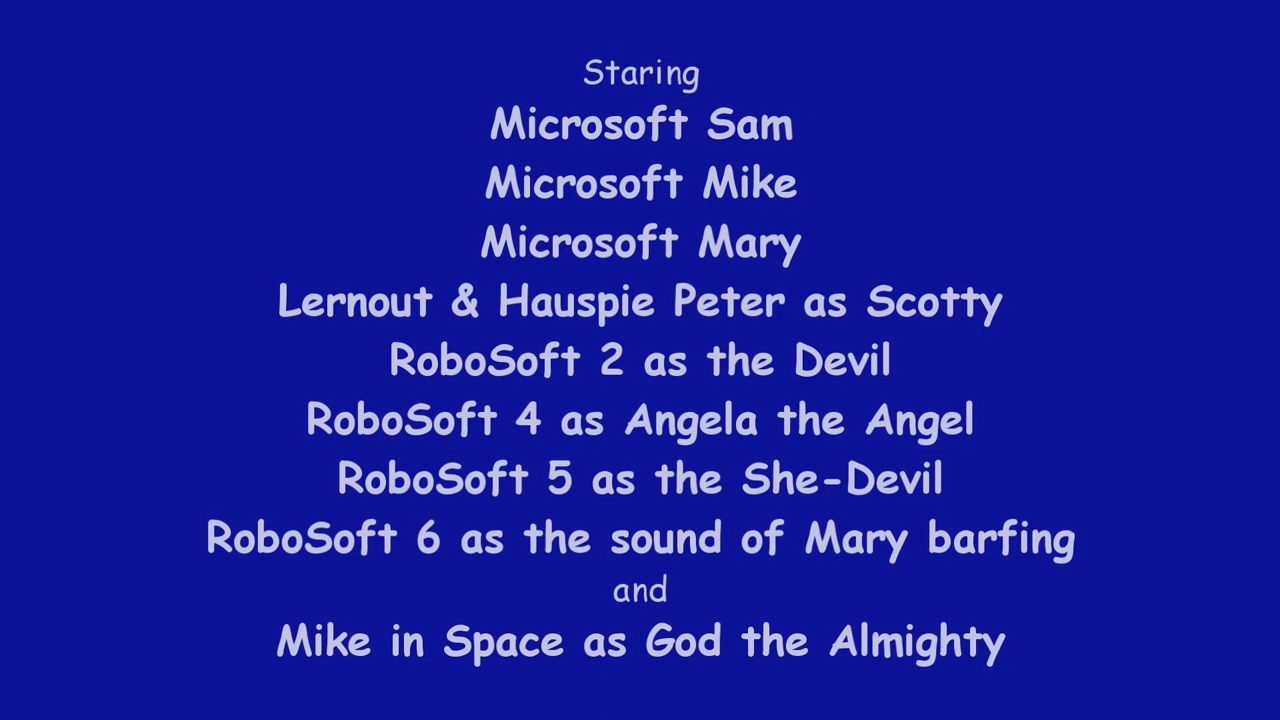 Staring
Microsoft Sam
Microsoft Mike
Microsoft Mary
Lernout & Hauspie Peter as Scotty
RoboSoft 2 as the Devil
RoboSoft 4 as Angela the Angel
RoboSoft 5 as the She-Devil
RoboSoft 6 as the sound of Mary barfing
and
Mike in Space as God the Almighty